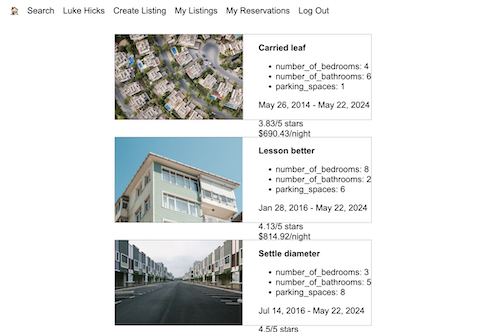 Search Luke Hicks Create Listing My Listings My Reservations Log Out
Carried leaf
number_of_bedrooms: 4
number_of_bathrooms: 6
parking_spaces: 1
May 26, 2014 - May 22, 2024
3.83/5 stars
$690.43/night
Lesson better
number_of_bedrooms: 8
number_of_bathrooms: 2
parking_spaces: 6
Jan 28, 2016 - May 22, 2024
4.13/5 stars
$814.92/night
Settle diameter
number_of_bedrooms: 3
number_of_bathrooms: 5
parking_spaces: 8
Jul 14, 2016 - May 22, 2024
4.5/5 stars